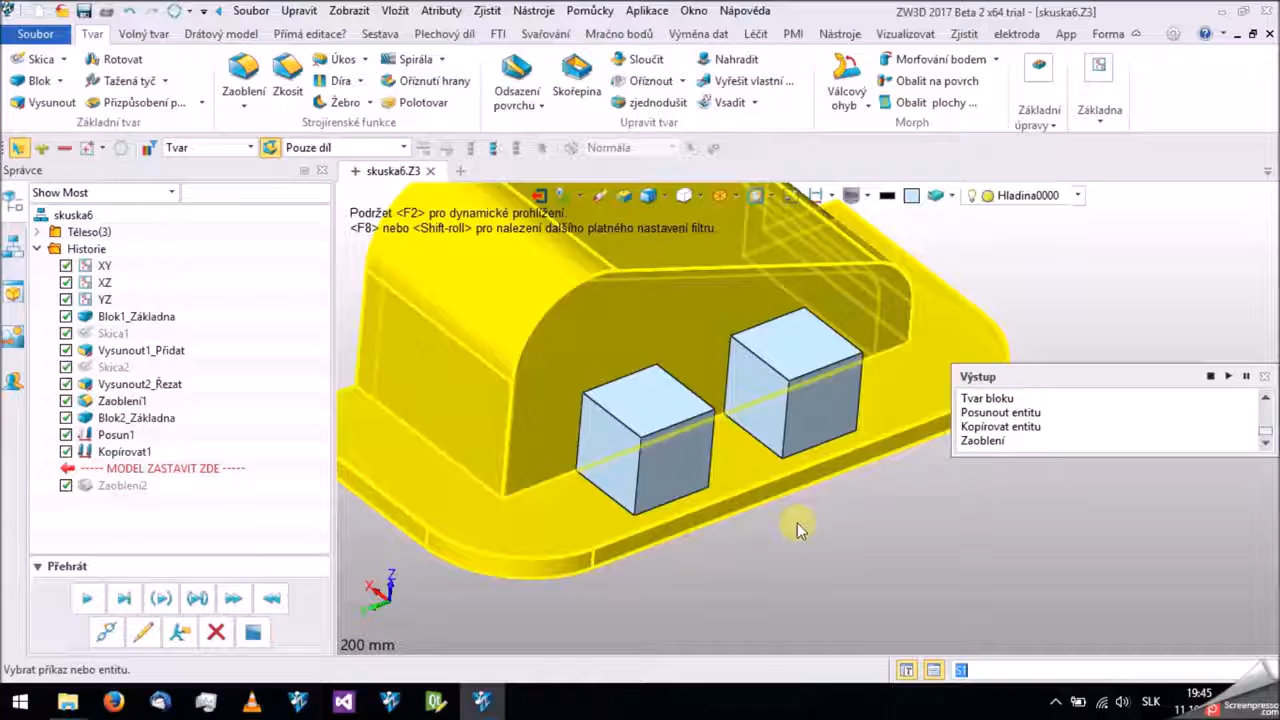 Soubor Upravit Zobrazit Vložit Atributy Zjistit Nástroje Pomůcky Aplikace Okno Nápověda ZW3D 2017 Beta 2 x64 trial - [skuska6.Z3]
Soubor Tvar Volný tvar Drátový model Přímá editace? Sestava Plechový díl FTI Svařování Mračno bodů Výměna dat Léčit PMI Nástroje Vizualizovat Zjistit elektroda App Forma
Skica Rotovat Úkos Spirála Sloučit Nahradit Morfování bodem
Blok Tažená tyč Zaoblení Zkosit Díra Oříznutí hrany Odsazení povrchu Skořepina Oříznout Vyřešit vlastní ... Válcový ohyb Obalit na povrch Základní úpravy Základna
Vysunout Přizpůsobení p... Žebro Polotovar zjednodušit Vsadit Obalit plochy ...
Základní tvar Strojírenské funkce Upravit tvar Morph
Tvar Pouze díl Normála
Správce skuska6.Z3
Show Most Hladina0000
skuska6
Podržet <F2> pro dynamické prohlížení.
<F8> nebo <Shift-roll> pro nalezení dalšího platného nastavení filtru.
Těleso(3)
Historie
XY
XZ
YZ
Blok1_Základna
Skica1
Vysunout1_Přidat
Skica2
Vysunout2_Řezat
Zaoblení1
Blok2_Základna
Posun1
Kopírovat1
----- MODEL ZASTAVIT ZDE -----
Zaoblení2
Výstup
Tvar bloku
Posunout entitu
Kopírovat entitu
Zaoblení
Přehrát
X
Z
200 mm
Vybrat příkaz nebo entitu.
SLK
19:45
Screenpresso
.com